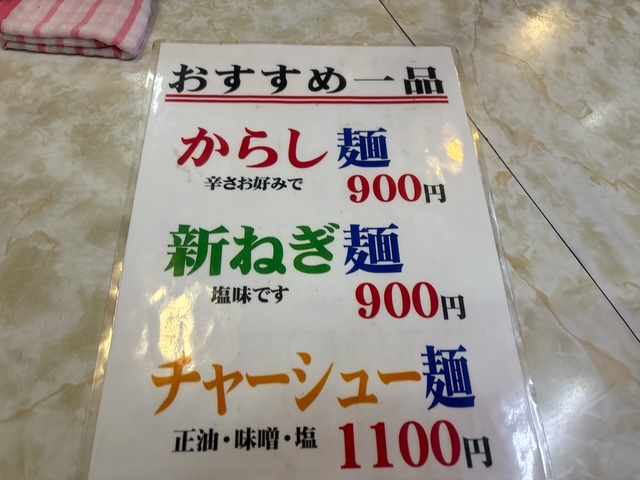 おすすめ一品
からし麺
辛さお好みで 900円
新ねぎ麺
塩味です 900円
チャーシュー麺
正油・味噌・塩 1100円